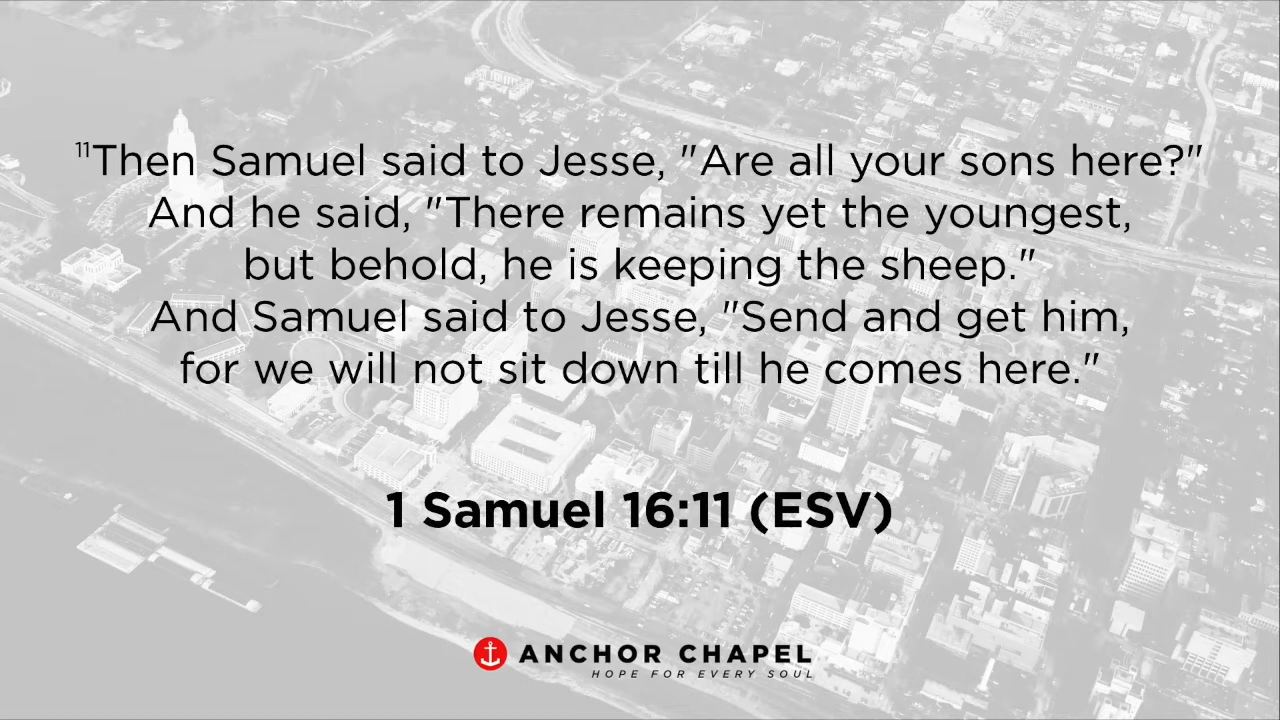 11Then Samuel said to Jesse, "Are all your sons here?"
And he said, "There remains yet the youngest,
but behold, he is keeping the sheep."
And Samuel said to Jesse, "Send and get him,
for we will not sit down till he comes here."
1 Samuel 16:11 (ESV)
ANCHOR CHAPEL
HOPE FOR EVERY SOUL